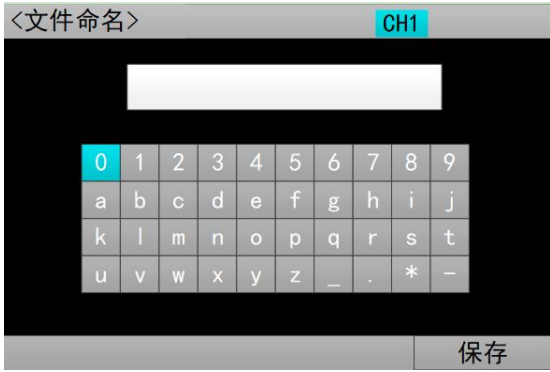 <文件命名> CH1
0 1 2 3 4 5 6 7 8 9
a b c d e f g h i j
k l m n o p q r s t
u v w x y z _ . * -
保存